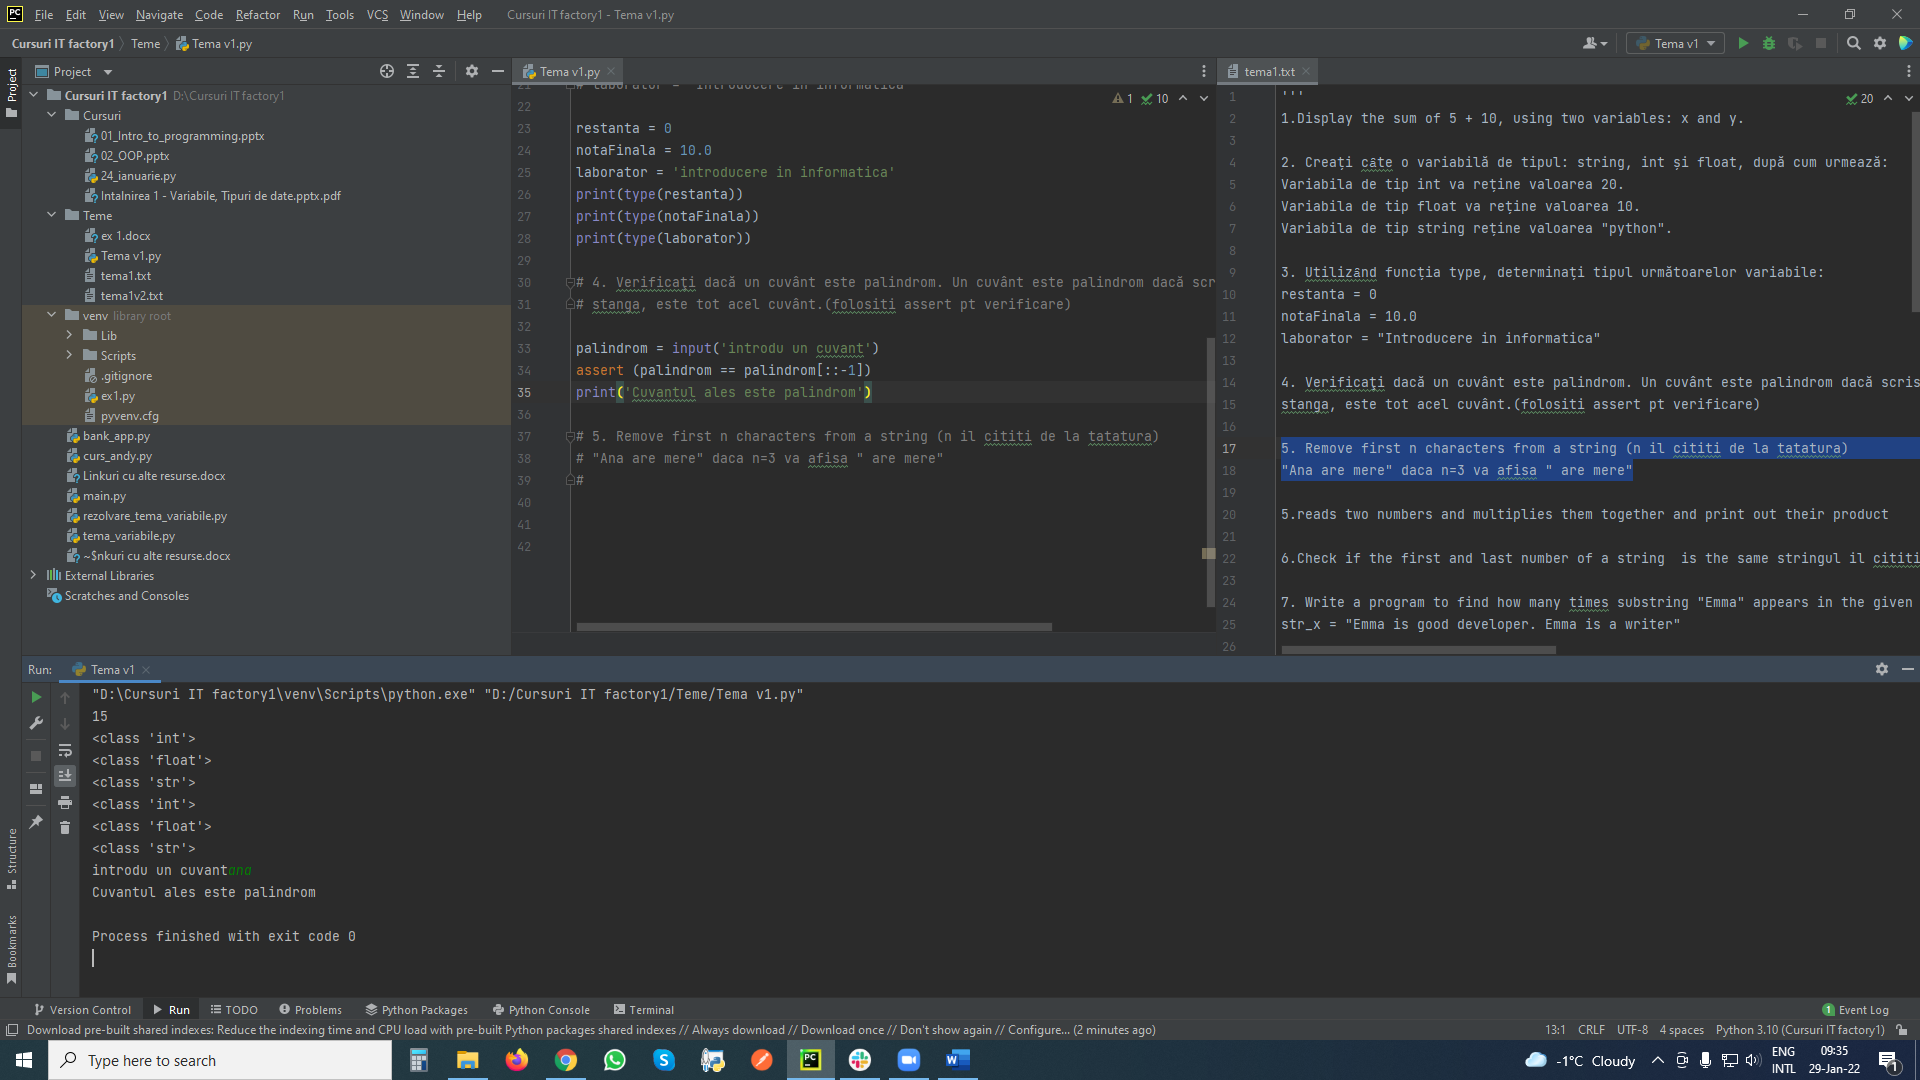 File Edit View Navigate Code Refactor Run Tools VCS Window Help Cursuri IT factory1 - Tema v1.py
Cursuri IT factory1 Teme Tema v1.py
Tema v1
Project
Project
Cursuri IT factory1 D:\Cursuri IT factory1
Cursuri
01_Intro_to_programming.pptx
02_OOP.pptx
24_ianuarie.py
Intalnirea 1 - Variabile, Tipuri de date.pptx.pdf
Teme
ex 1.docx
Tema v1.py
tema1.txt
tema1v2.txt
venv library root
Lib
Scripts
.gitignore
ex1.py
pyvenv.cfg
bank_app.py
curs_andy.py
Linkuri cu alte resurse.docx
main.py
rezolvare_tema_variabile.py
tema_variabile.py
~$nkuri cu alte resurse.docx
External Libraries
Scratches and Consoles
Tema v1.py
1 10
21 # laborator = "Introducere in informatica"
22
23 restanta = 0
24 notaFinala = 10.0
25 laborator = 'introducere in informatica'
26 print(type(restanta))
27 print(type(notaFinala))
28 print(type(laborator))
29
30 # 4. Verificaţi dacă un cuvânt este palindrom. Un cuvânt este palindrom dacă scr
31 # stanga, este tot acel cuvânt.(folositi assert pt verificare)
32
33 palindrom = input('introdu un cuvant')
34 assert (palindrom == palindrom[::-1])
35 print('Cuvantul ales este palindrom')
36
37 # 5. Remove first n characters from a string (n il cititi de la tatatura)
38 # "Ana are mere" daca n=3 va afisa " are mere"
39 #
40
41
42
tema1.txt
20
1 '''
2 1.Display the sum of 5 + 10, using two variables: x and y.
3
4 2. Creați câte o variabilă de tipul: string, int și float, după cum urmează:
5 Variabila de tip int va reține valoarea 20.
6 Variabila de tip float va reține valoarea 10.
7 Variabila de tip string reține valoarea "python".
8
9 3. Utilizând funcția type, determinați tipul următoarelor variabile:
10 restanta = 0
11 notaFinala = 10.0
12 laborator = "Introducere in informatica"
13
14 4. Verificaţi dacă un cuvânt este palindrom. Un cuvânt este palindrom dacă scris
15 stanga, este tot acel cuvânt.(folositi assert pt verificare)
16
17 5. Remove first n characters from a string (n il cititi de la tatatura)
18 "Ana are mere" daca n=3 va afisa " are mere"
19
20 5.reads two numbers and multiplies them together and print out their product
21
22 6.Check if the first and last number of a string  is the same stringul il cititi
23
24 7. Write a program to find how many times substring "Emma" appears in the given
25 str_x = "Emma is good developer. Emma is a writer"
26
Run: Tema v1
"D:\Cursuri IT factory1\venv\Scripts\python.exe" "D:/Cursuri IT factory1/Teme/Tema v1.py"
15
<class 'int'>
<class 'float'>
<class 'str'>
<class 'int'>
<class 'float'>
<class 'str'>
introdu un cuvantana
Cuvantul ales este palindrom
Process finished with exit code 0
Structure
Bookmarks
Version Control Run TODO Problems Python Packages Python Console Terminal 1 Event Log
Download pre-built shared indexes: Reduce the indexing time and CPU load with pre-built Python packages shared indexes // Always download // Download once // Don't show again // Configure... (2 minutes ago) 13:1 CRLF UTF-8 4 spaces Python 3.10 (Cursuri IT factory1)
Type here to search
-1°C Cloudy
ENG
INTL
09:35
29-Jan-22
1